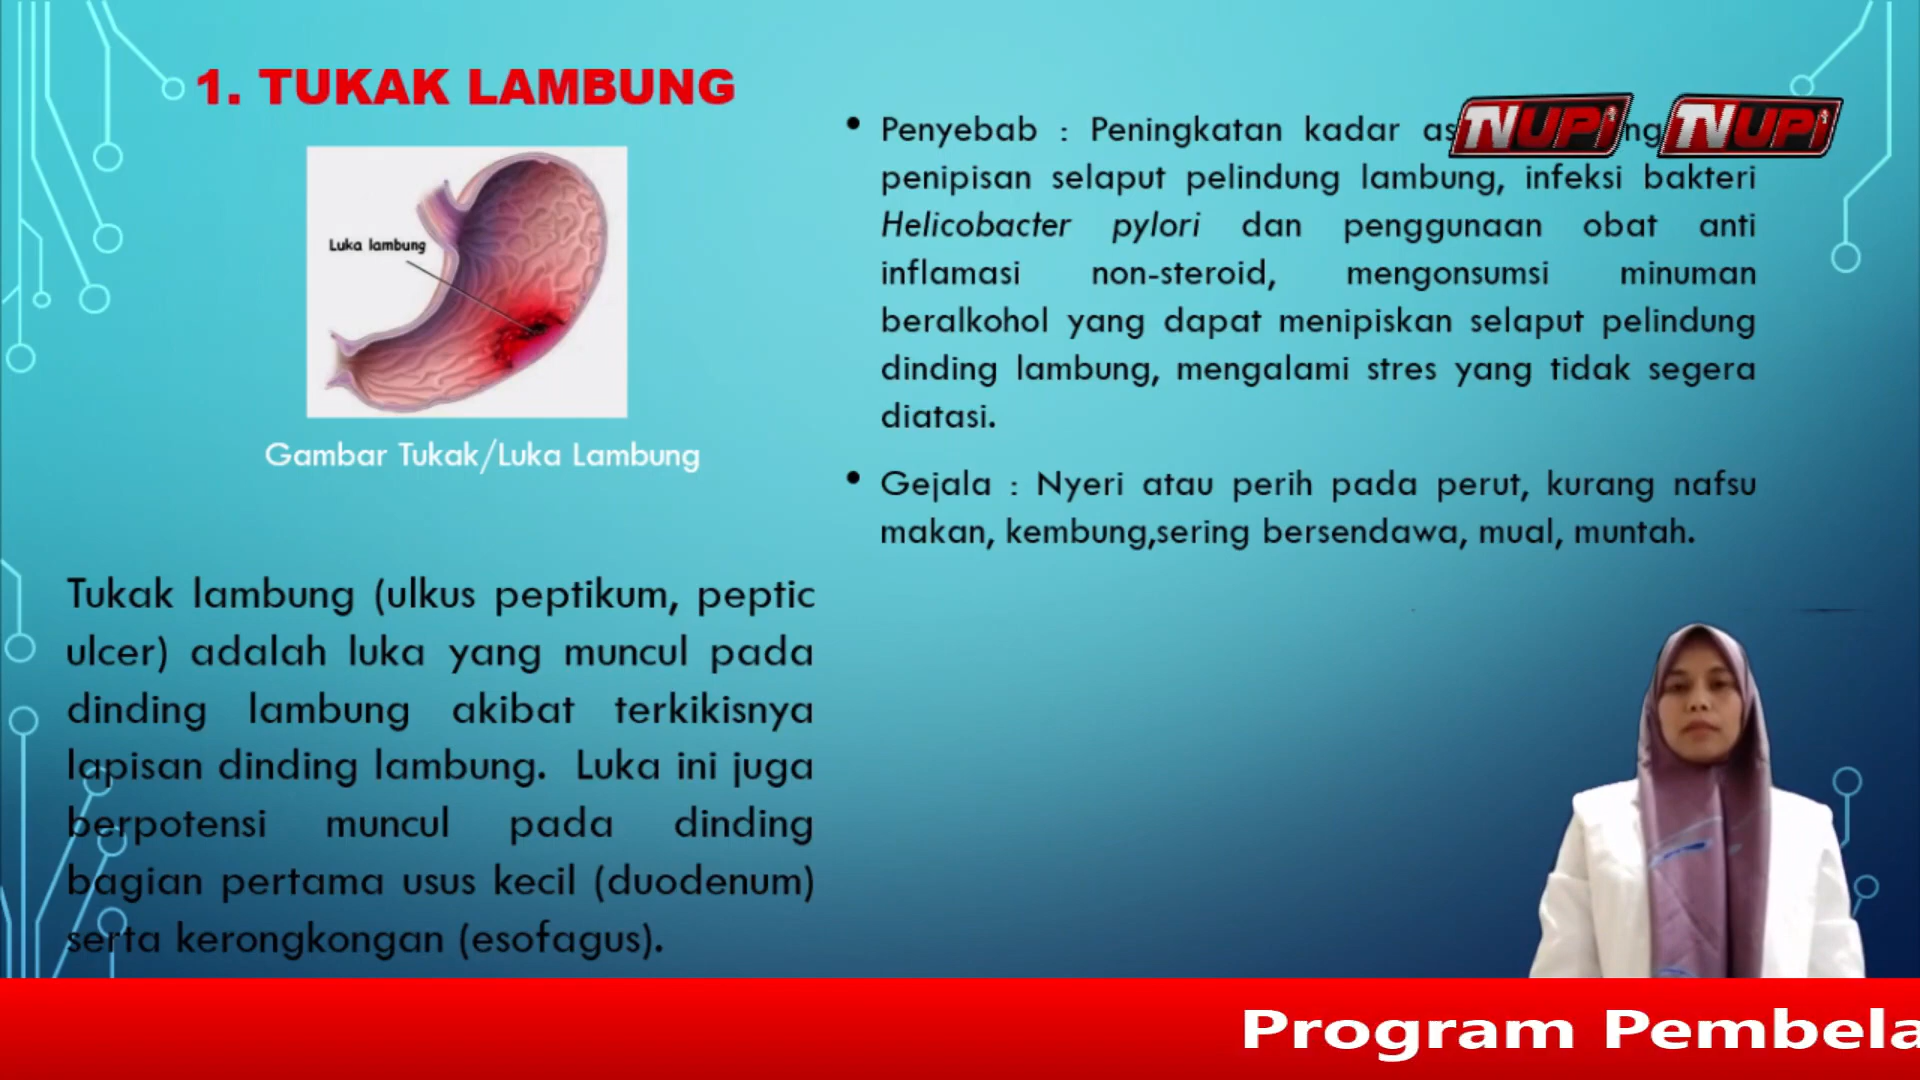 1. TUKAK LAMBUNG
Luka lambung
Gambar Tukak/Luka Lambung
Tukak lambung (ulkus peptikum, peptic
ulcer) adalah luka yang muncul pada
dinding lambung akibat terkikisnya
lapisan dinding lambung. Luka ini juga
berpotensi muncul pada dinding
bagian pertama usus kecil (duodenum)
serta kerongkongan (esofagus).
• Penyebab : Peningkatan kadar
penipisan selaput pelindung lambung, infeksi bakteri
Helicobacter pylori dan penggunaan obat anti
inflamasi non-steroid, mengonsumsi minuman
beralkohol yang dapat menipiskan selaput pelindung
dinding lambung, mengalami stres yang tidak segera
diatasi.
• Gejala : Nyeri atau perih pada perut, kurang nafsu
makan, kembung,sering bersendawa, mual, muntah.
TVUPI TVUPI
Program Pembela